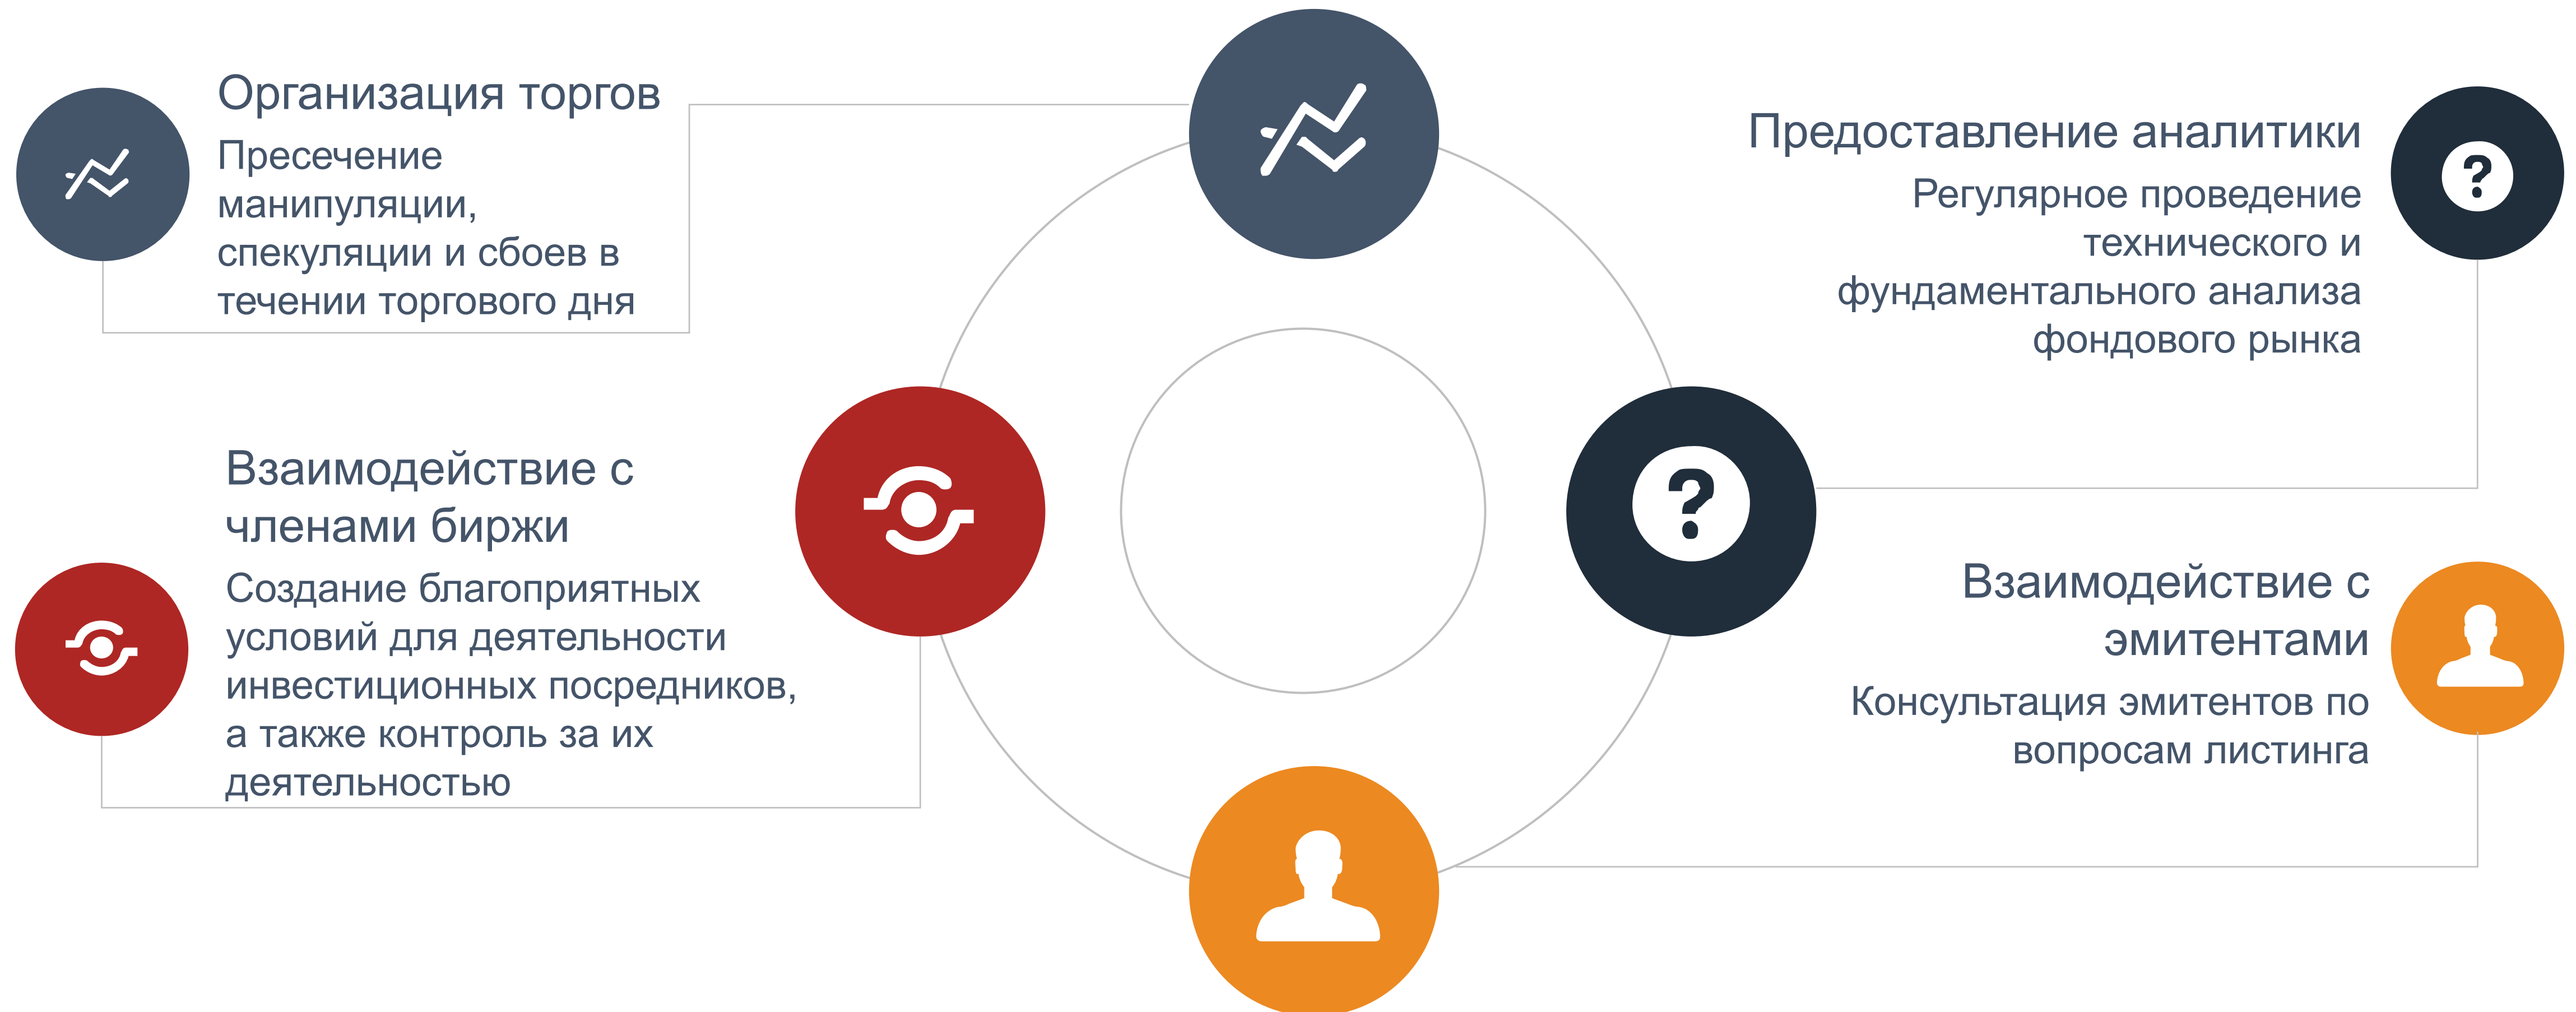 Организация торгов
Пресечение
манипуляции,
спекуляции и сбоев в
течении торгового дня
Взаимодействие с
членами биржи
Создание благоприятных
условий для деятельности
инвестиционных посредников,
а также контроль за их
деятельностью
Предоставление аналитики
Регулярное проведение
технического и
фундаментального анализа
фондового рынка
Взаимодействие с
эмитентами
Консультация эмитентов по
вопросам листинга